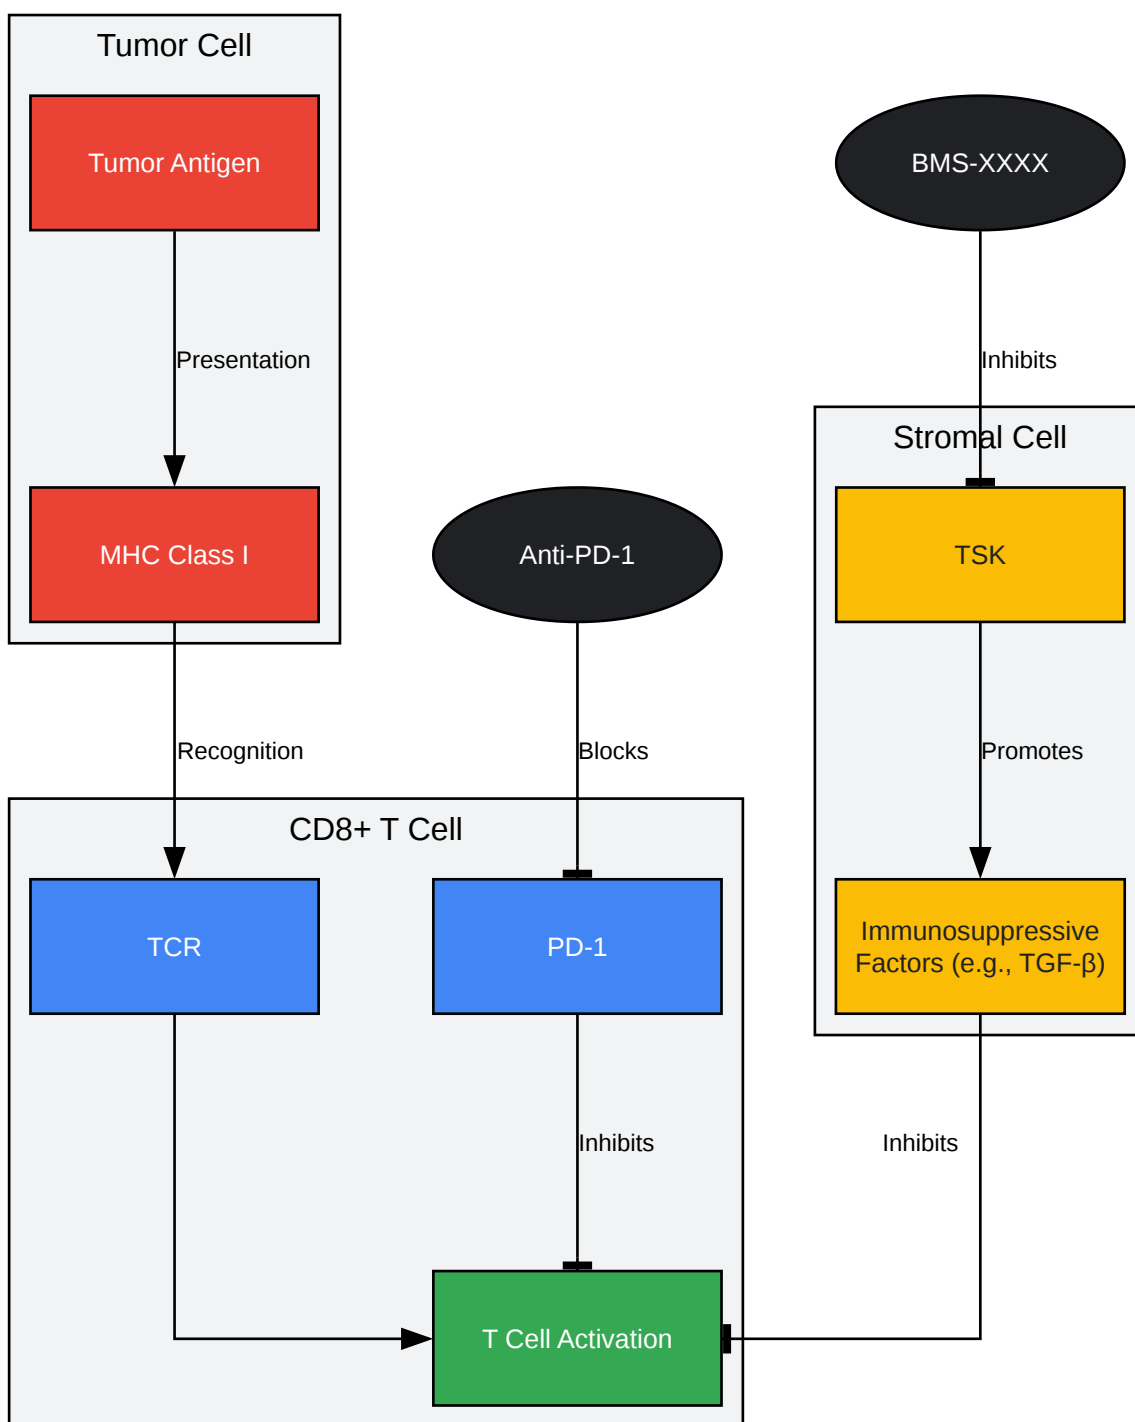 Tumor Cell
Tumor Antigen
BMS-XXXX
Presentation
Inhibits
Stromal Cell
MHC Class I
Anti-PD-1
TSK
Recognition
Blocks
Promotes
CD8+ T Cell
TCR
PD-1
Immunosuppressive
Factors (e.g., TGF-β)
Inhibits
Inhibits
T Cell Activation